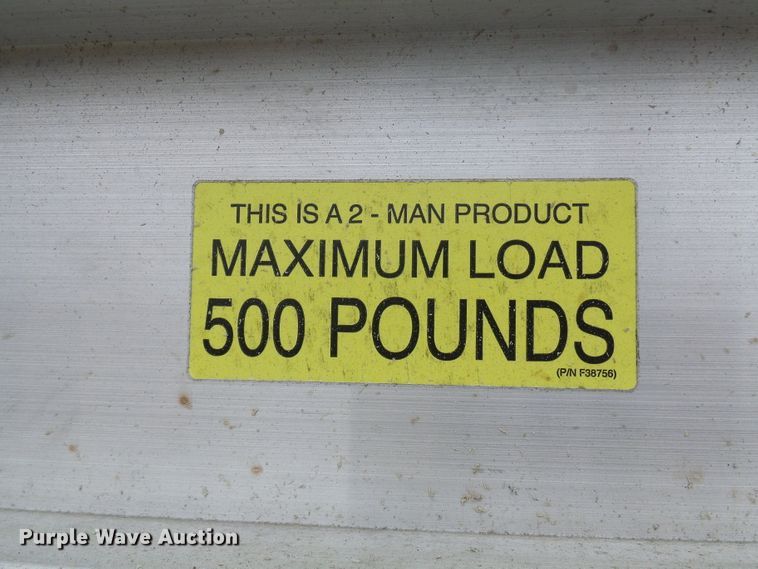 THIS IS A 2 - MAN PRODUCT
MAXIMUM LOAD
500 POUNDS
(P/N F38756)
Purple Wave Auction